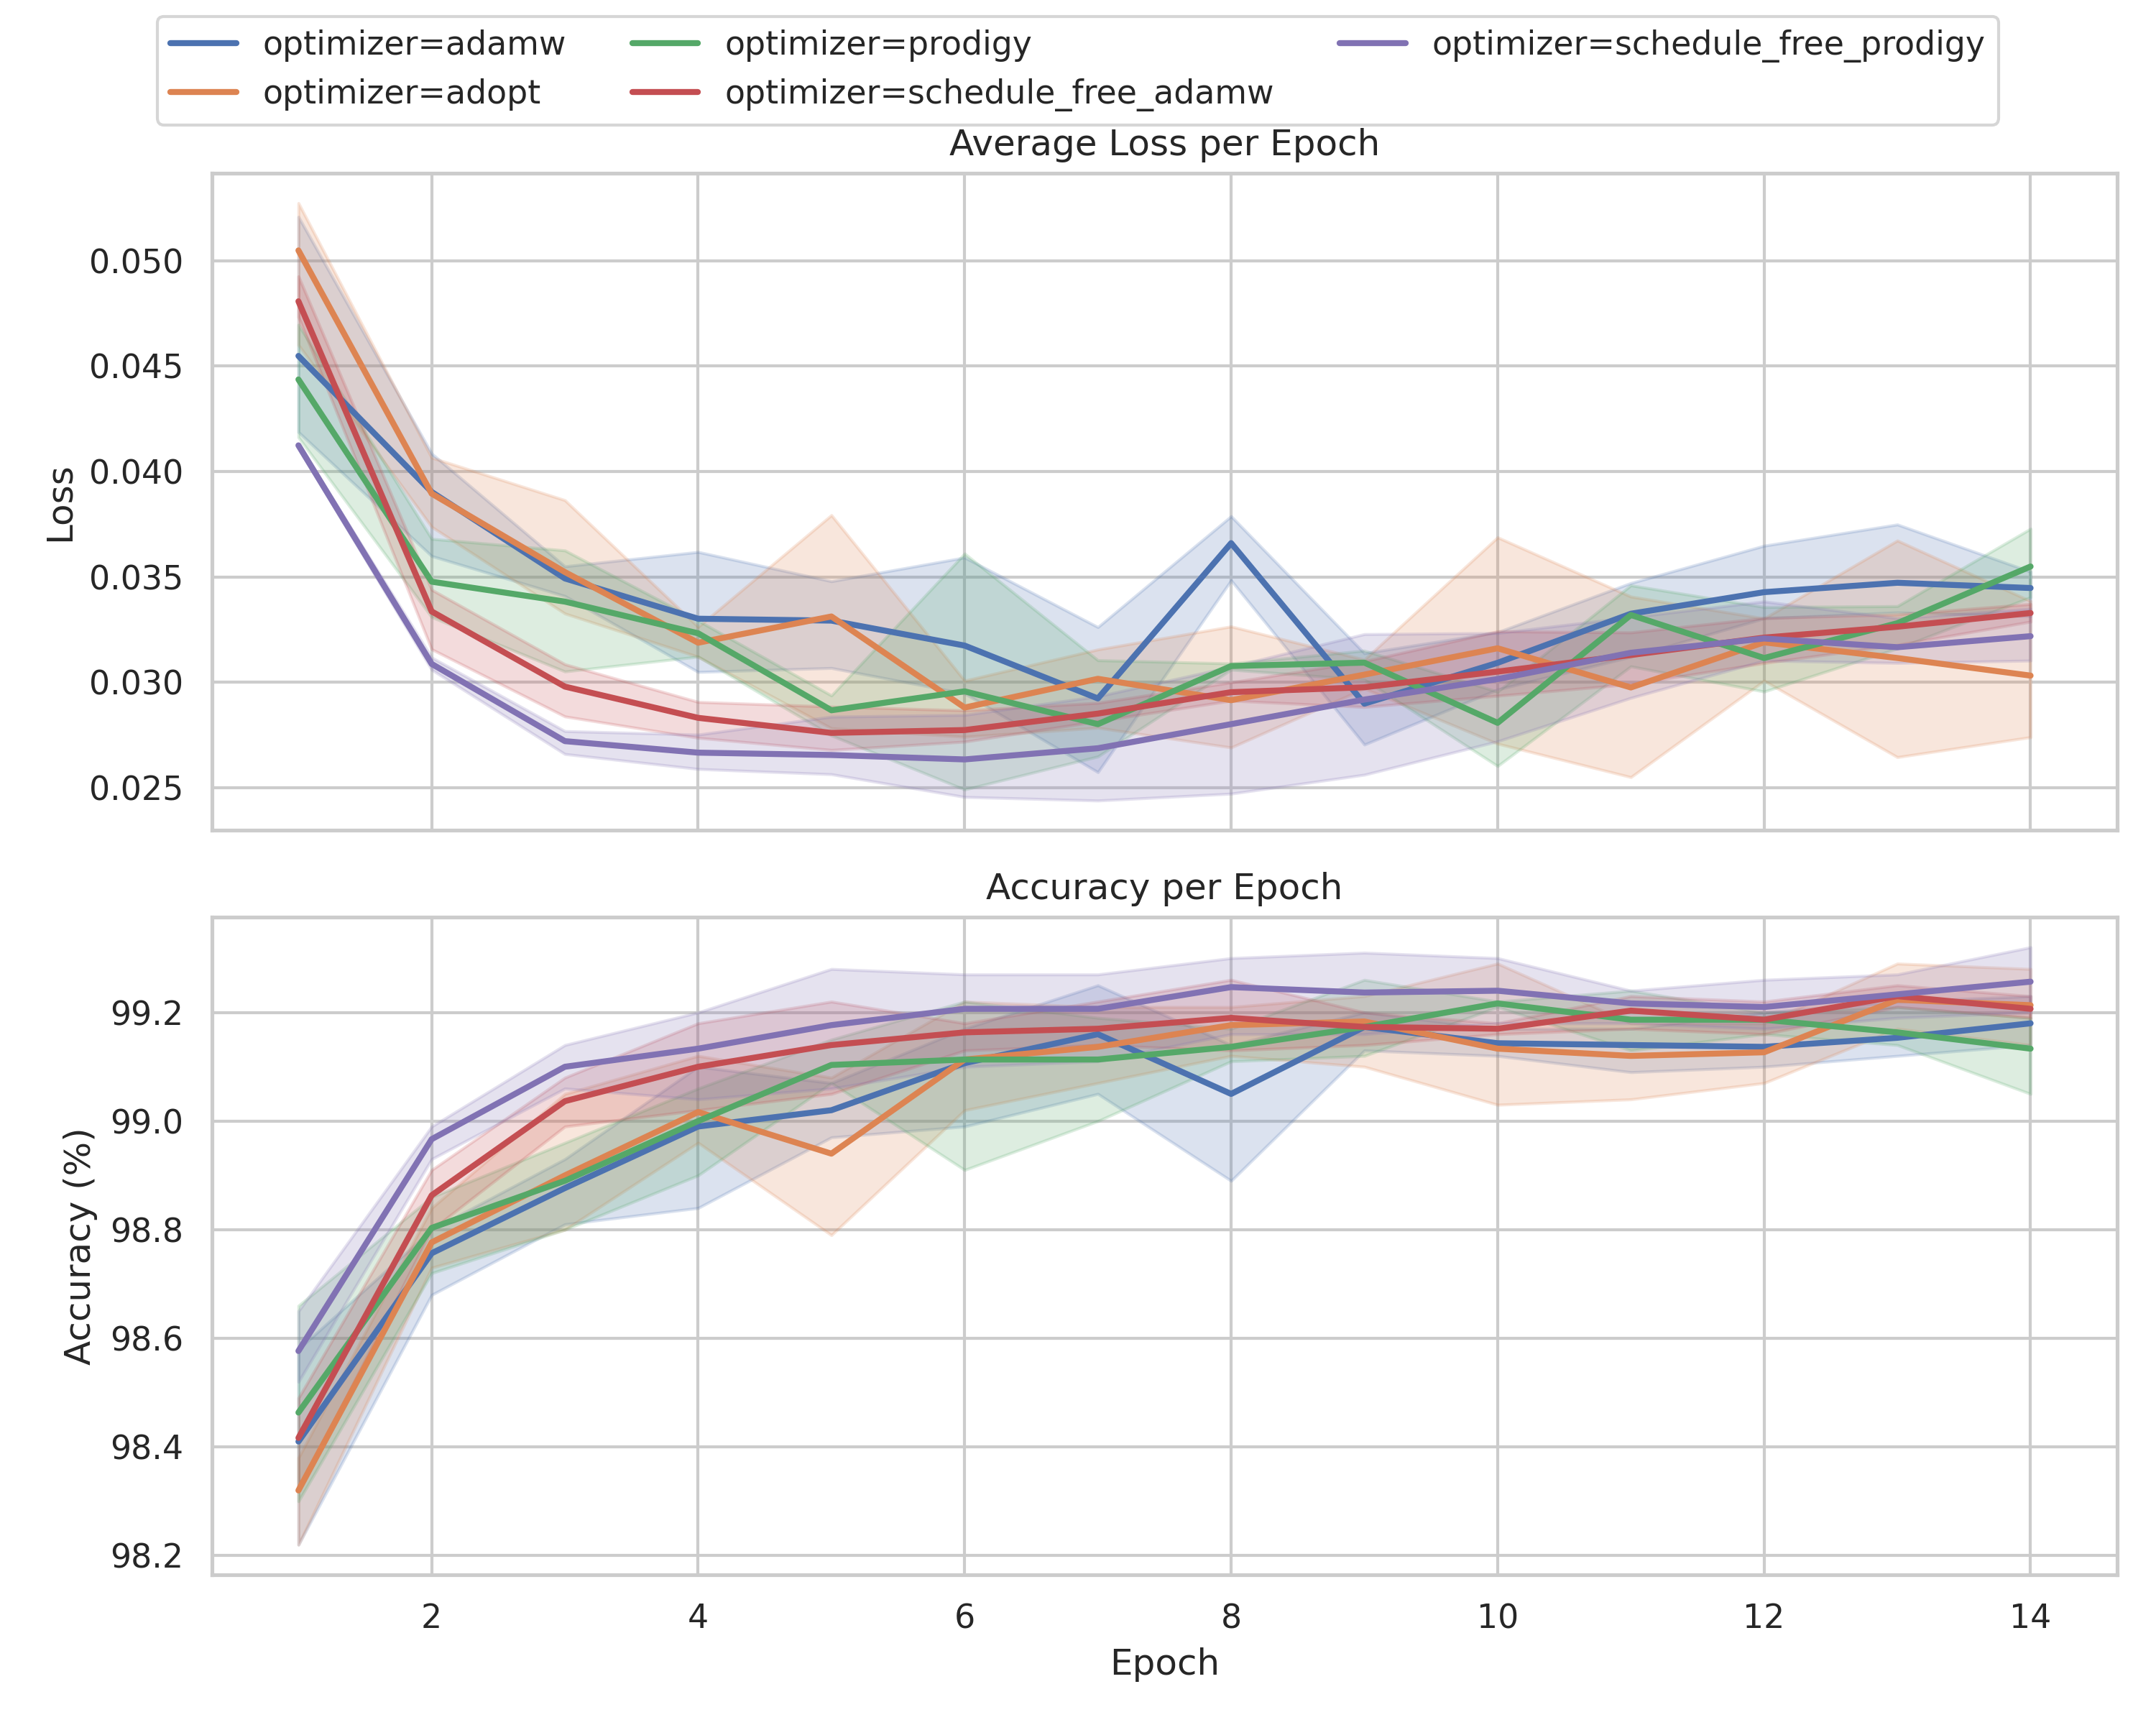 optimizer=adamw
optimizer=adopt
optimizer=prodigy
optimizer=schedule_free_adamw
optimizer=schedule_free_prodigy
Average Loss per Epoch
Loss
0.050
0.045
0.040
0.035
0.030
0.025
Accuracy per Epoch
Accuracy (%)
99.2
99.0
98.8
98.6
98.4
98.2
2 4 6 8 10 12 14
Epoch